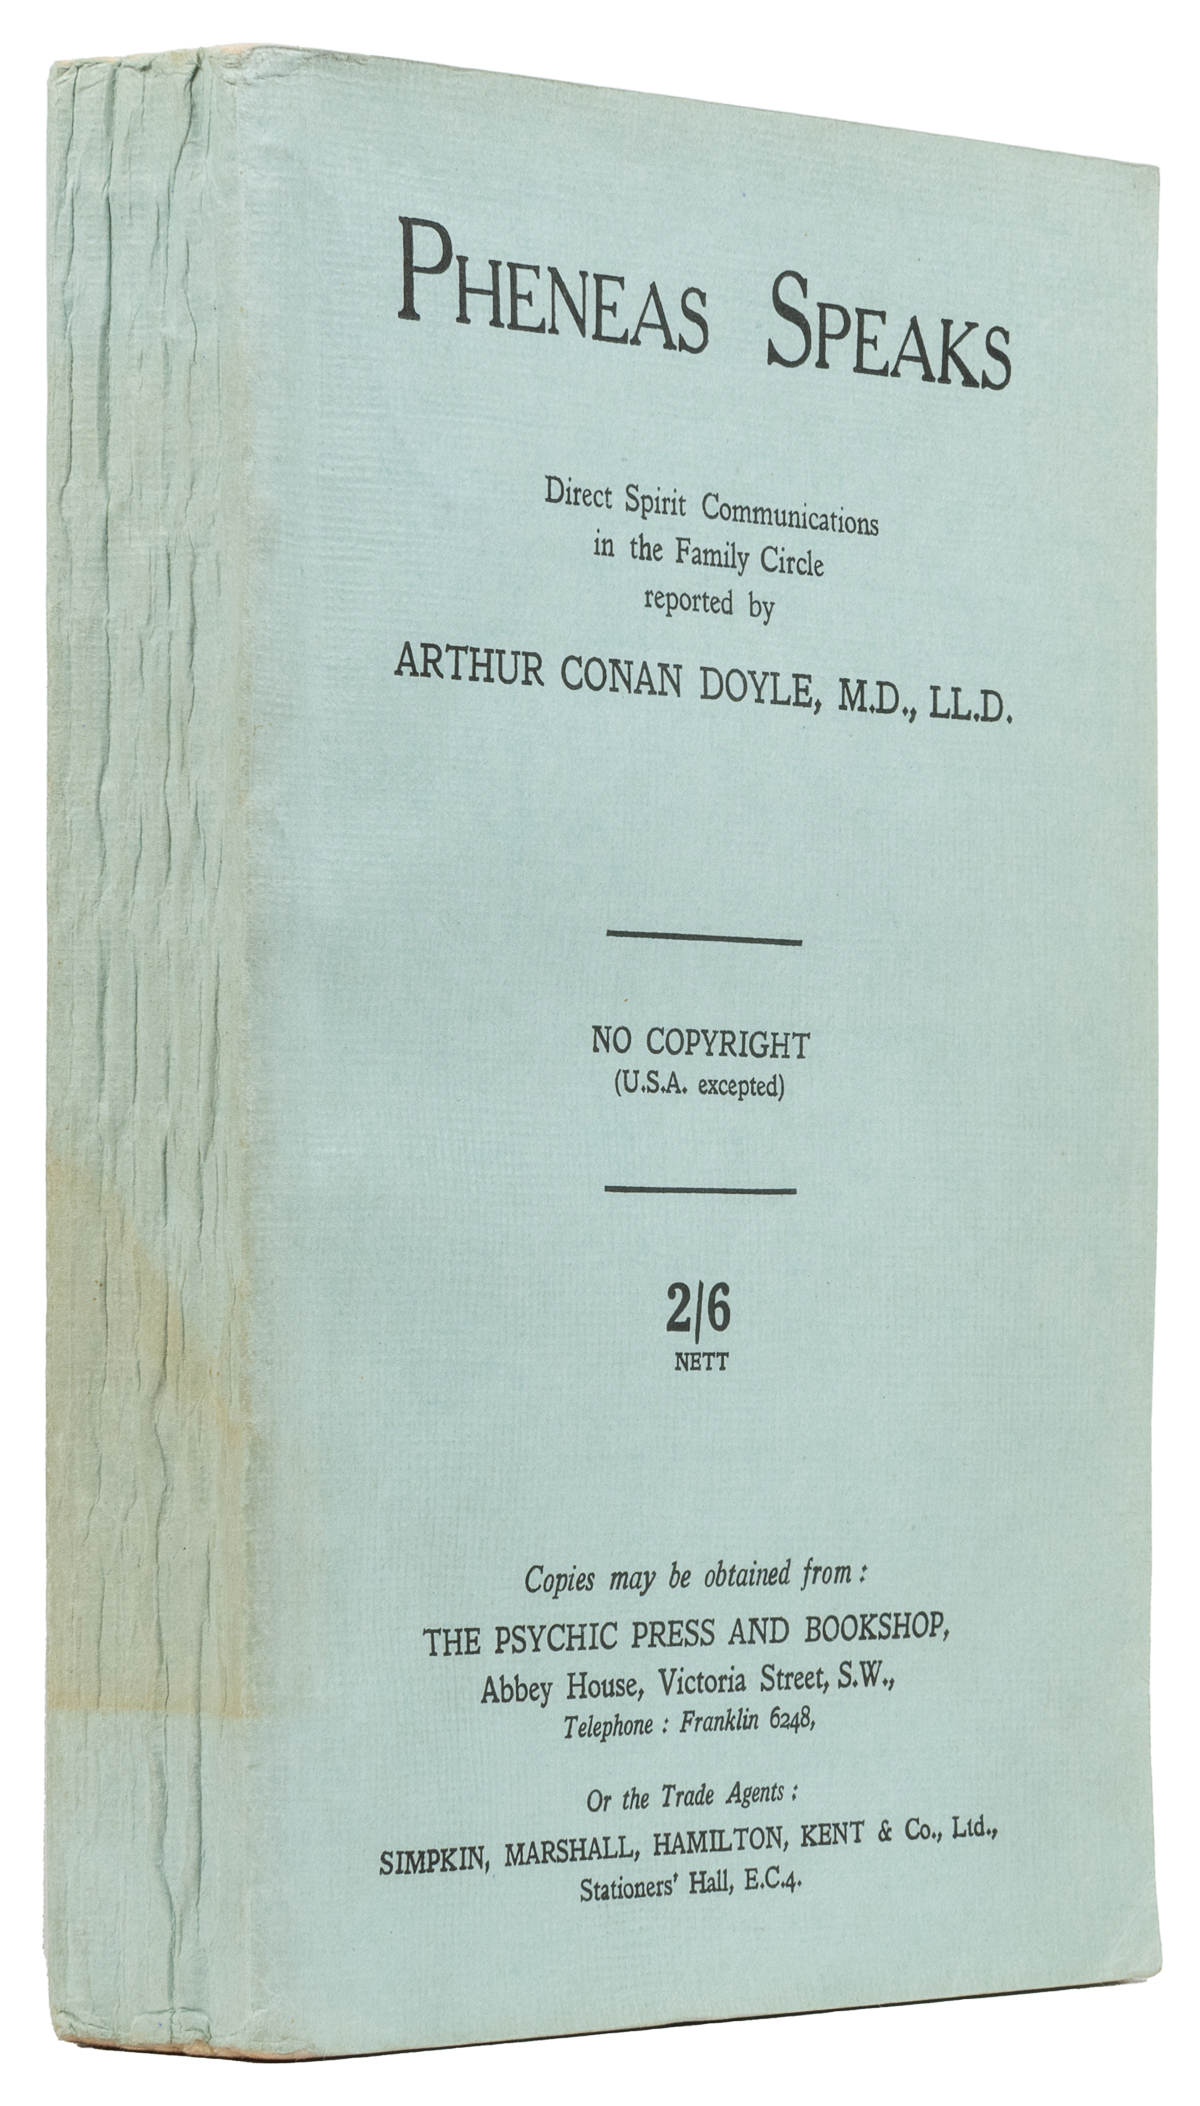 PHENEAS SPEAKS
Direct Spirit Communications
in the Family Circle
reported by
ARTHUR CONAN DOYLE, M.D., LL.D.
NO COPYRIGHT
(U.S.A. excepted)
2/6
NETT
Copies may be obtained from :
THE PSYCHIC PRESS AND BOOKSHOP,
Abbey House, Victoria Street, S.W.,
Telephone : Franklin 6248,
Or the Trade Agents :
SIMPKIN, MARSHALL, HAMILTON, KENT & Co., Ltd.,
Stationers' Hall, E.C.4.